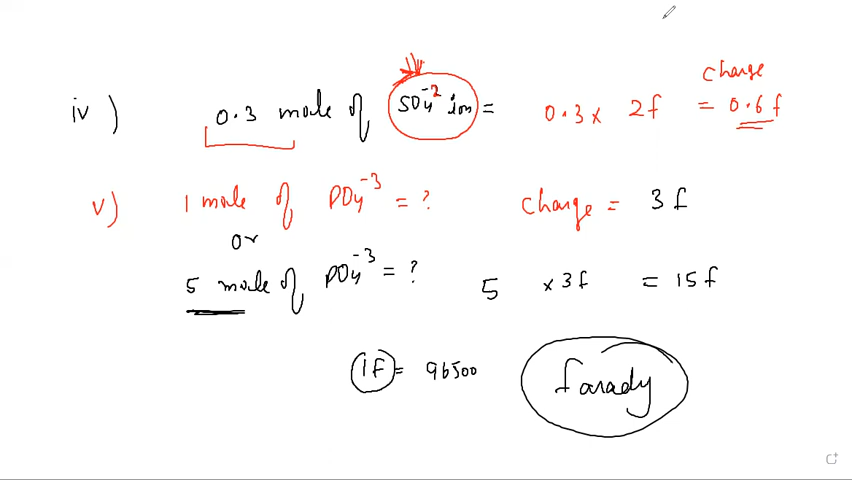 charge
iv) 0.3 mole of SO4⁻² ion = 0.3 × 2f = 0.6 f
v) 1 mole of PO4⁻³ = ? charge = 3 f
or
5 mole of PO4⁻³ = ? 5 × 3f = 15 f
1F = 96500 farady